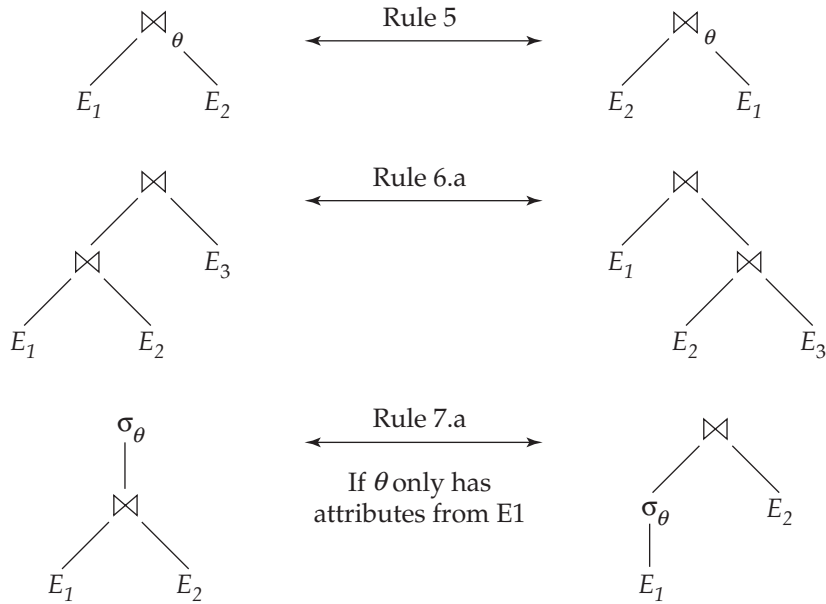 ⋈θ Rule 5 ⋈θ
E1 E2 E2 E1
⋈ Rule 6.a ⋈
⋈ E3 E1 ⋈
E1 E2 E2 E3
σθ Rule 7.a ⋈
If θ only has
attributes from E1
⋈ σθ E2
E1 E2 E1